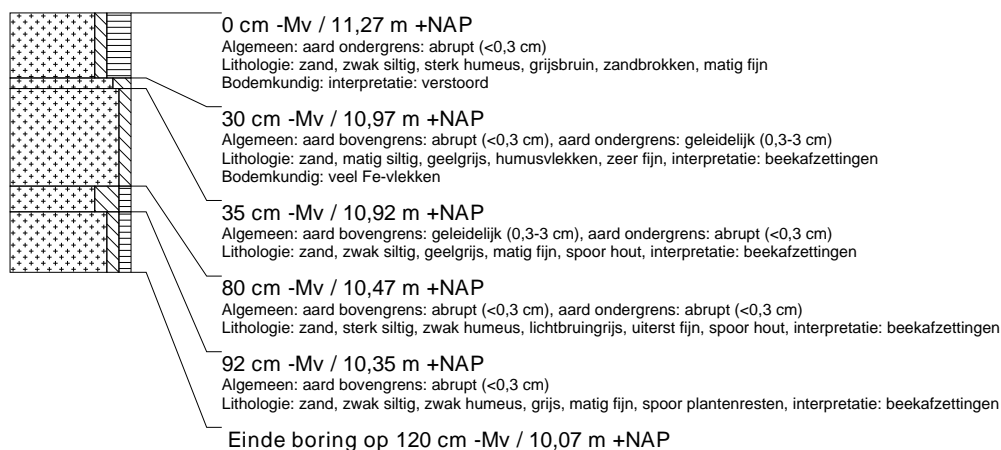 0 cm -Mv / 11,27 m +NAP
Algemeen: aard ondergrens: abrupt (<0,3 cm)
Lithologie: zand, zwak siltig, sterk humeus, grijsbruin, zandbrokken, matig fijn
Bodemkundig: interpretatie: verstoord
30 cm -Mv / 10,97 m +NAP
Algemeen: aard bovengrens: abrupt (<0,3 cm), aard ondergrens: geleidelijk (0,3-3 cm)
Lithologie: zand, matig siltig, geelgrijs, humusvlekken, zeer fijn, interpretatie: beekafzettingen
Bodemkundig: veel Fe-vlekken
35 cm -Mv / 10,92 m +NAP
Algemeen: aard bovengrens: geleidelijk (0,3-3 cm), aard ondergrens: abrupt (<0,3 cm)
Lithologie: zand, zwak siltig, geelgrijs, matig fijn, spoor hout, interpretatie: beekafzettingen
80 cm -Mv / 10,47 m +NAP
Algemeen: aard bovengrens: abrupt (<0,3 cm), aard ondergrens: abrupt (<0,3 cm)
Lithologie: zand, sterk siltig, zwak humeus, lichtbruingrijs, uiterst fijn, spoor hout, interpretatie: beekafzettingen
92 cm -Mv / 10,35 m +NAP
Algemeen: aard bovengrens: abrupt (<0,3 cm)
Lithologie: zand, zwak siltig, zwak humeus, grijs, matig fijn, spoor plantenresten, interpretatie: beekafzettingen
Einde boring op 120 cm -Mv / 10,07 m +NAP